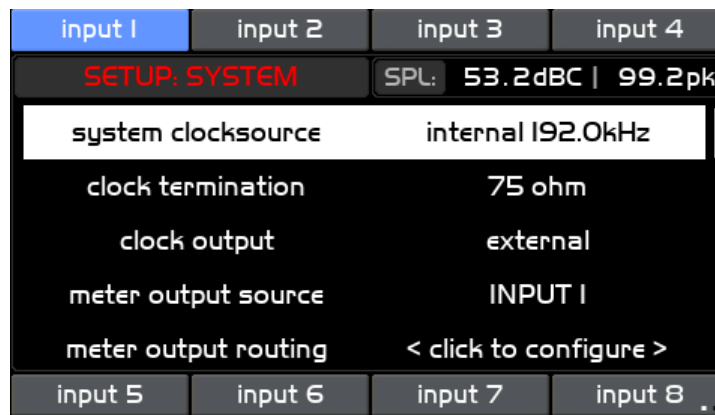 input 1 input 2 input 3 input 4
SETUP: SYSTEM SPL: 53.2dBC | 99.2pk
system clocksource internal 192.0kHz
clock termination 75 ohm
clock output external
meter output source INPUT 1
meter output routing < click to configure >
input 5 input 6 input 7 input 8